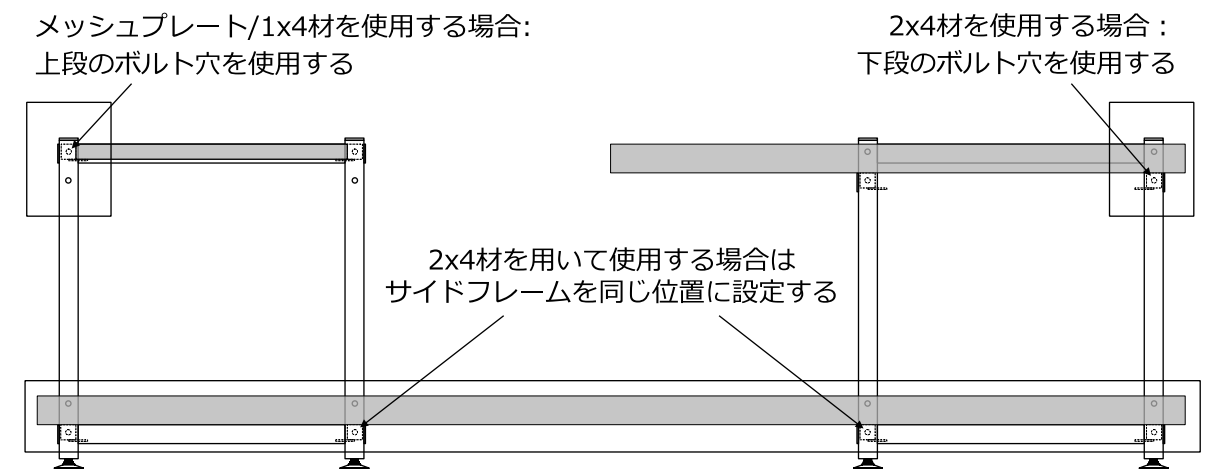 メッシュプレート/1x4材を使用する場合:
上段のボルト穴を使用する
2x4材を使用する場合：
下段のボルト穴を使用する
2x4材を用いて使用する場合は
サイドフレームを同じ位置に設定する